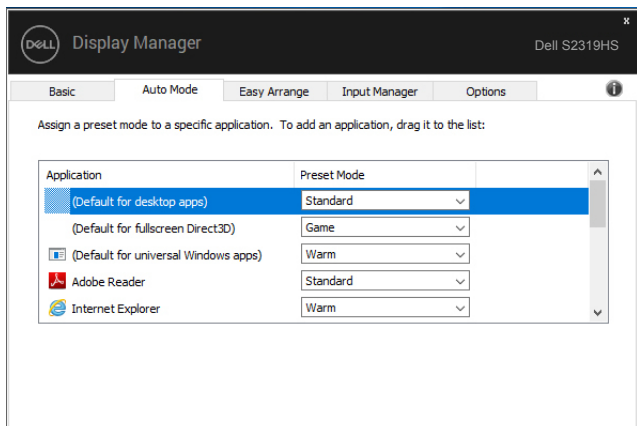 x
DELL Display Manager
Dell S2319HS
Basic Auto Mode Easy Arrange Input Manager Options i
Assign a preset mode to a specific application. To add an application, drag it to the list:
Application Preset Mode
(Default for desktop apps) Standard
(Default for fullscreen Direct3D) Game
(Default for universal Windows apps) Warm
Adobe Reader Standard
Internet Explorer Warm